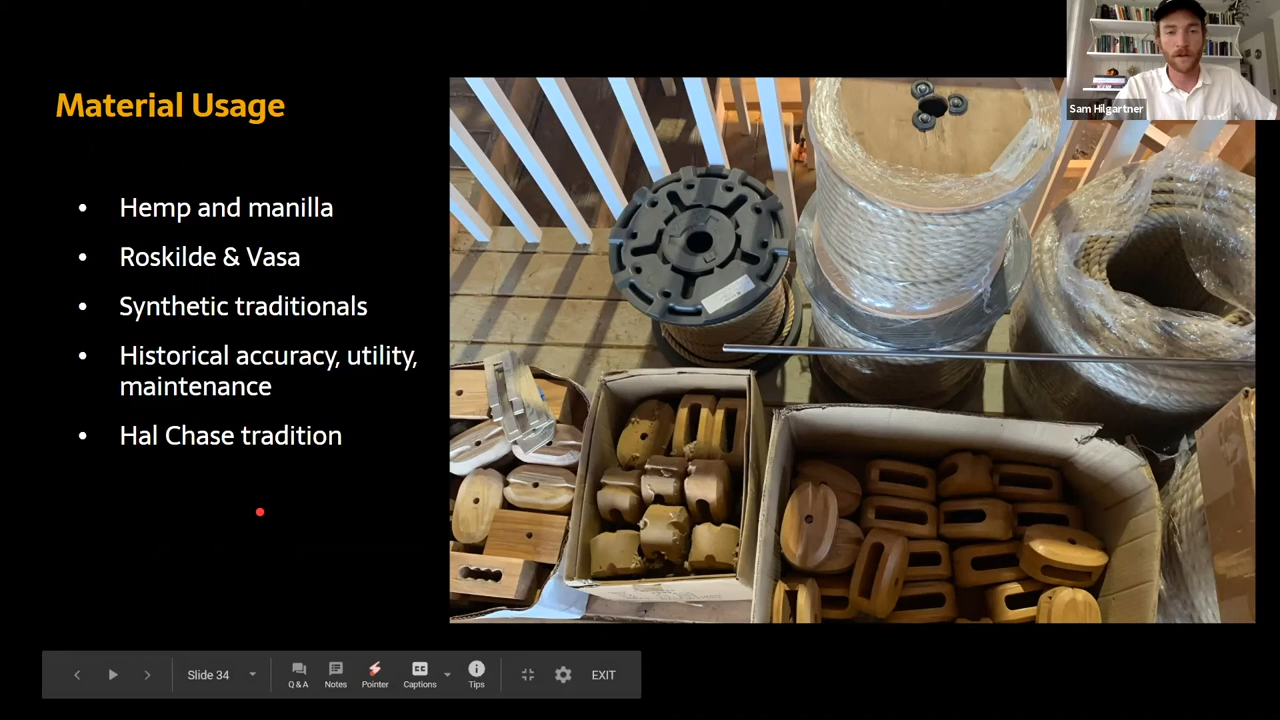 Material Usage
Sam Hilgartner
• Hemp and manilla
• Roskilde & Vasa
• Synthetic traditionals
• Historical accuracy, utility,
maintenance
• Hal Chase tradition
Slide 34
Q & A
Notes
Pointer
CC
Captions
Tips
EXIT